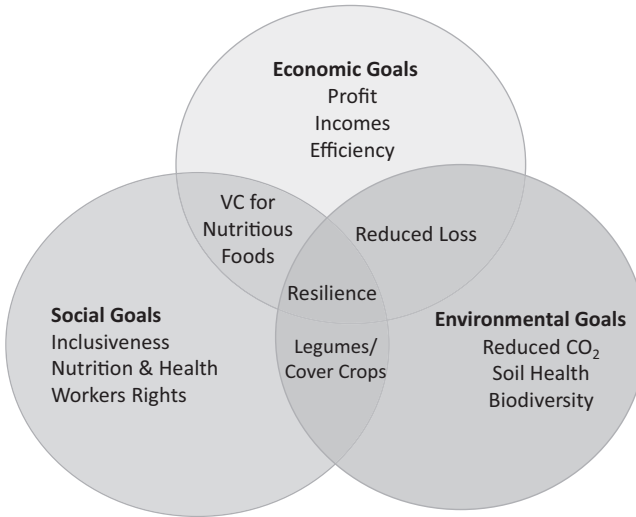 Economic Goals
Profit
Incomes
Efficiency
VC for
Nutritious
Foods
Reduced Loss
Resilience
Social Goals
Inclusiveness
Nutrition & Health
Workers Rights
Legumes/
Cover Crops
Environmental Goals
Reduced CO₂
Soil Health
Biodiversity